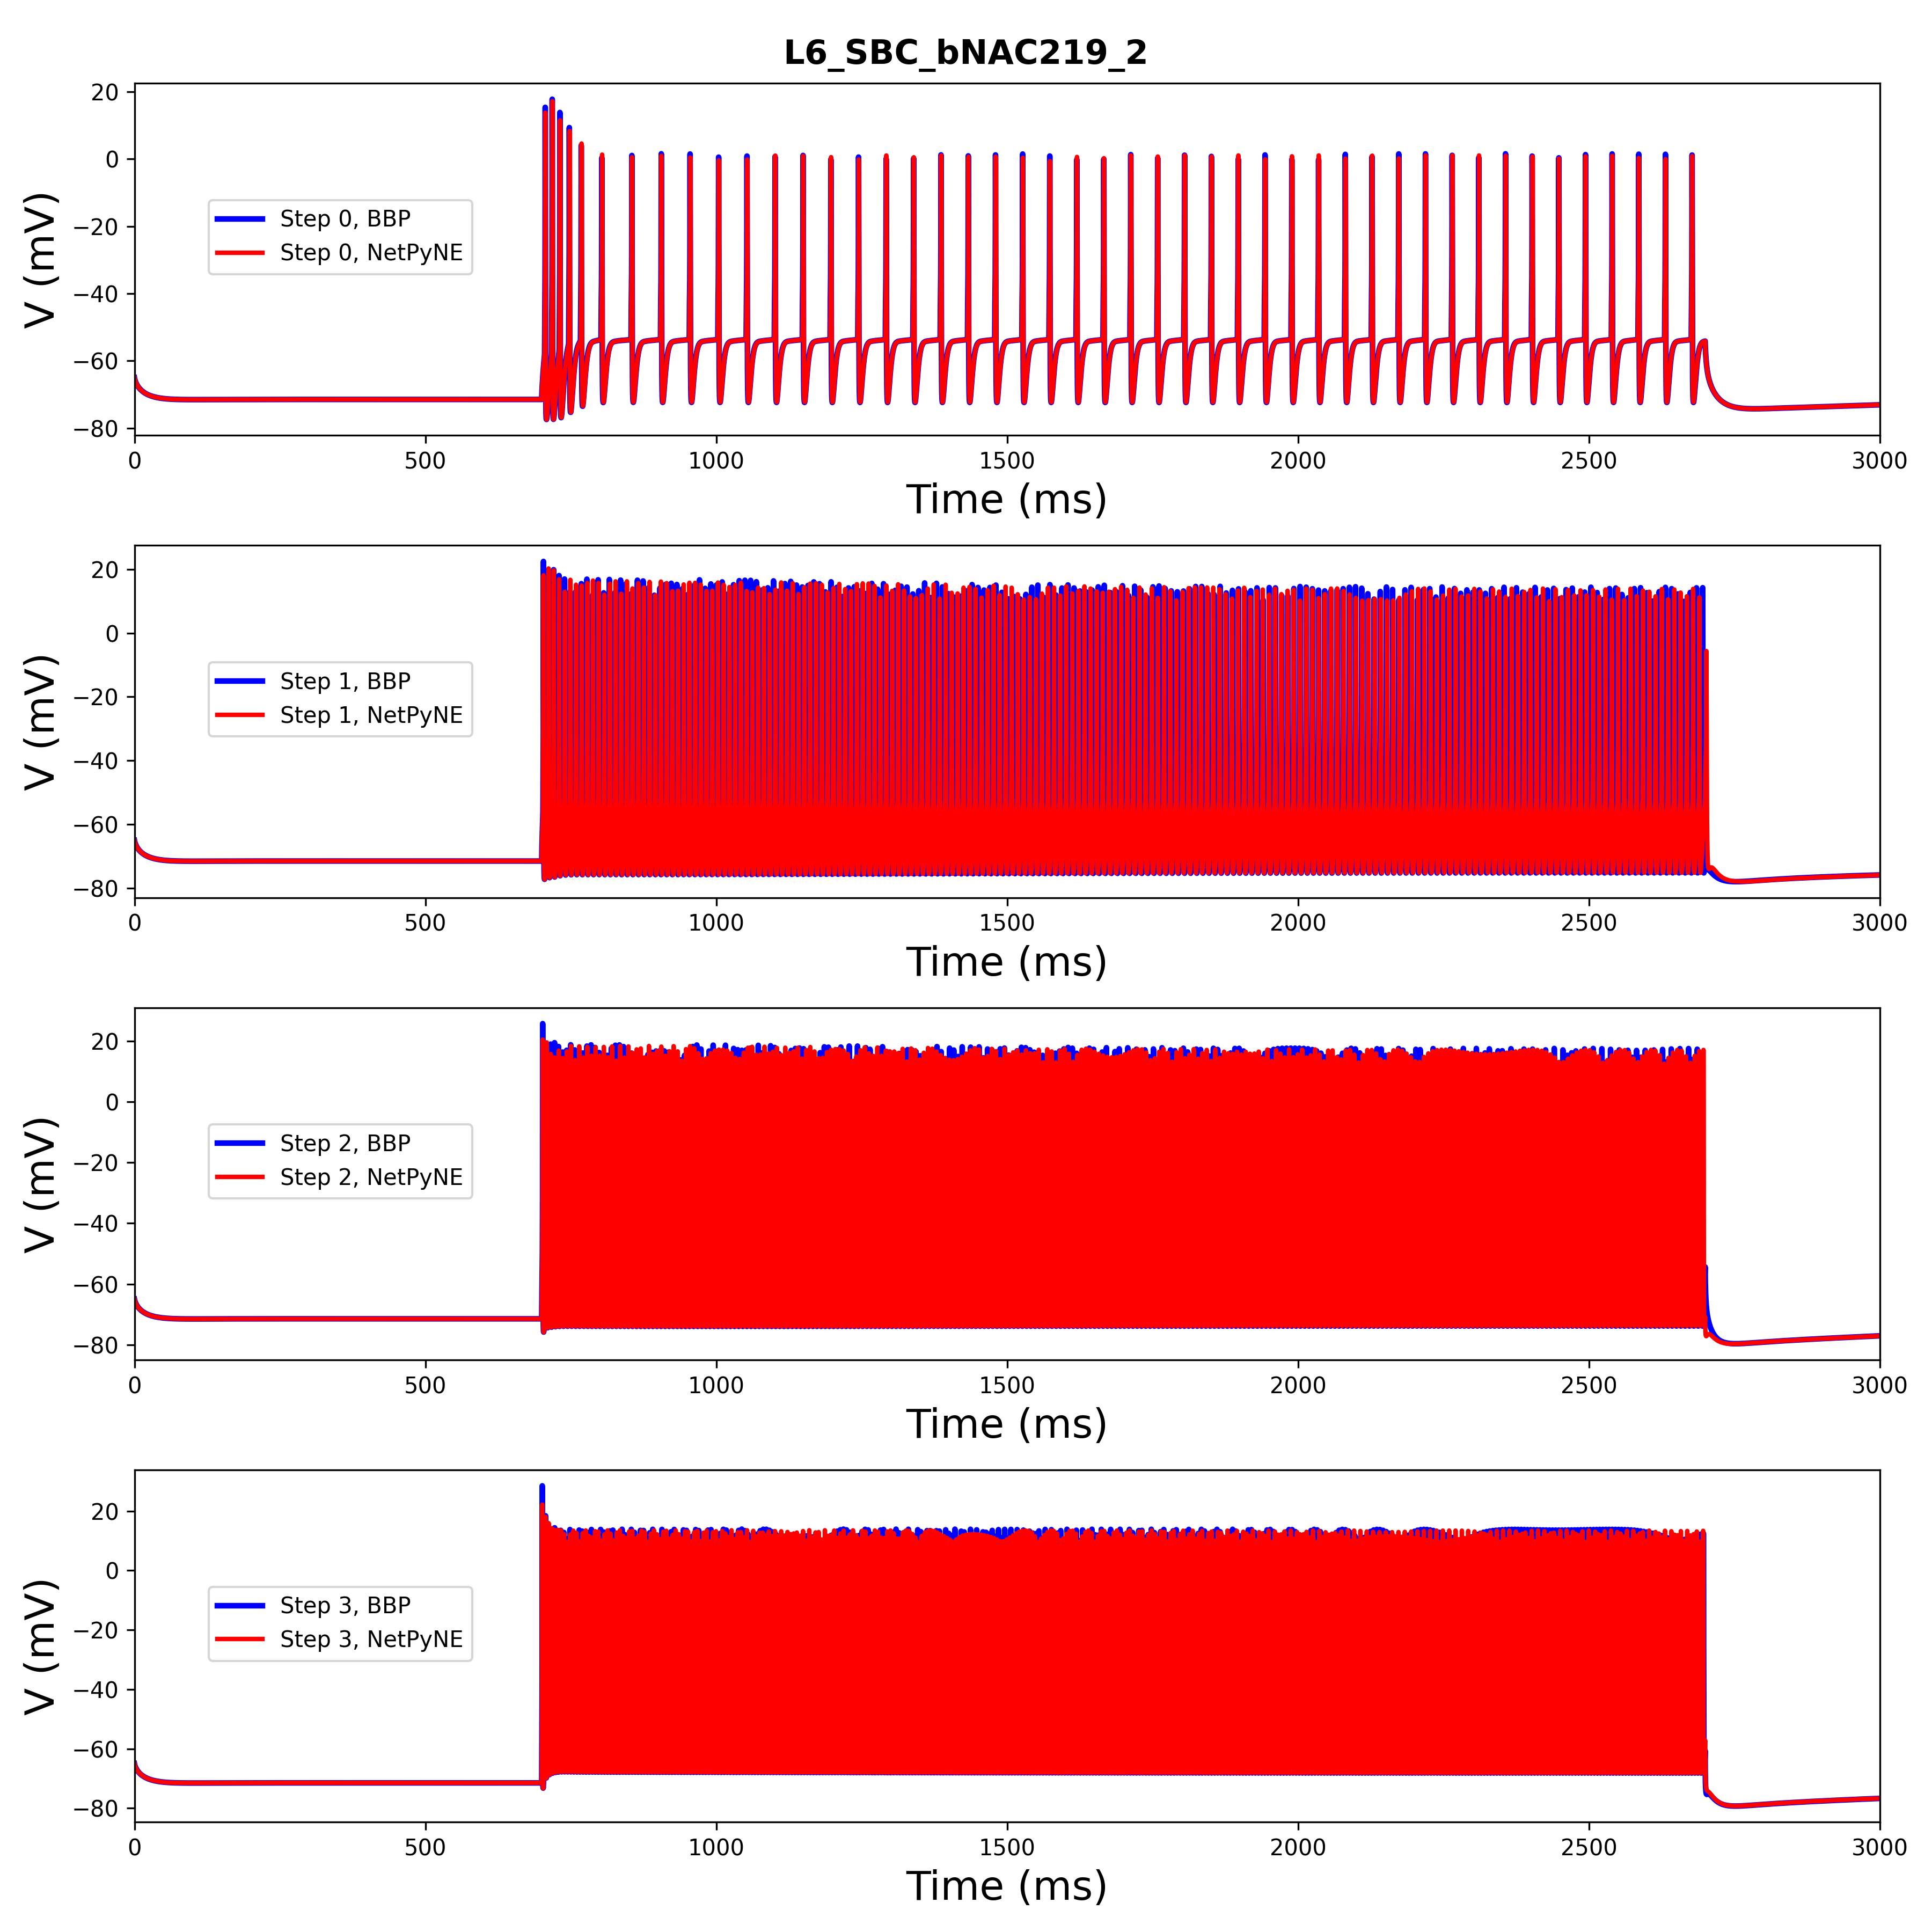 L6_SBC_bNAC219_2
20
0
−20
−40
−60
−80
V (mV)
Step 0, BBP
Step 0, NetPyNE
0 500 1000 1500 2000 2500 3000
Time (ms)
20
0
−20
−40
−60
−80
V (mV)
Step 1, BBP
Step 1, NetPyNE
0 500 1000 1500 2000 2500 3000
Time (ms)
20
0
−20
−40
−60
−80
V (mV)
Step 2, BBP
Step 2, NetPyNE
0 500 1000 1500 2000 2500 3000
Time (ms)
20
0
−20
−40
−60
−80
V (mV)
Step 3, BBP
Step 3, NetPyNE
0 500 1000 1500 2000 2500 3000
Time (ms)